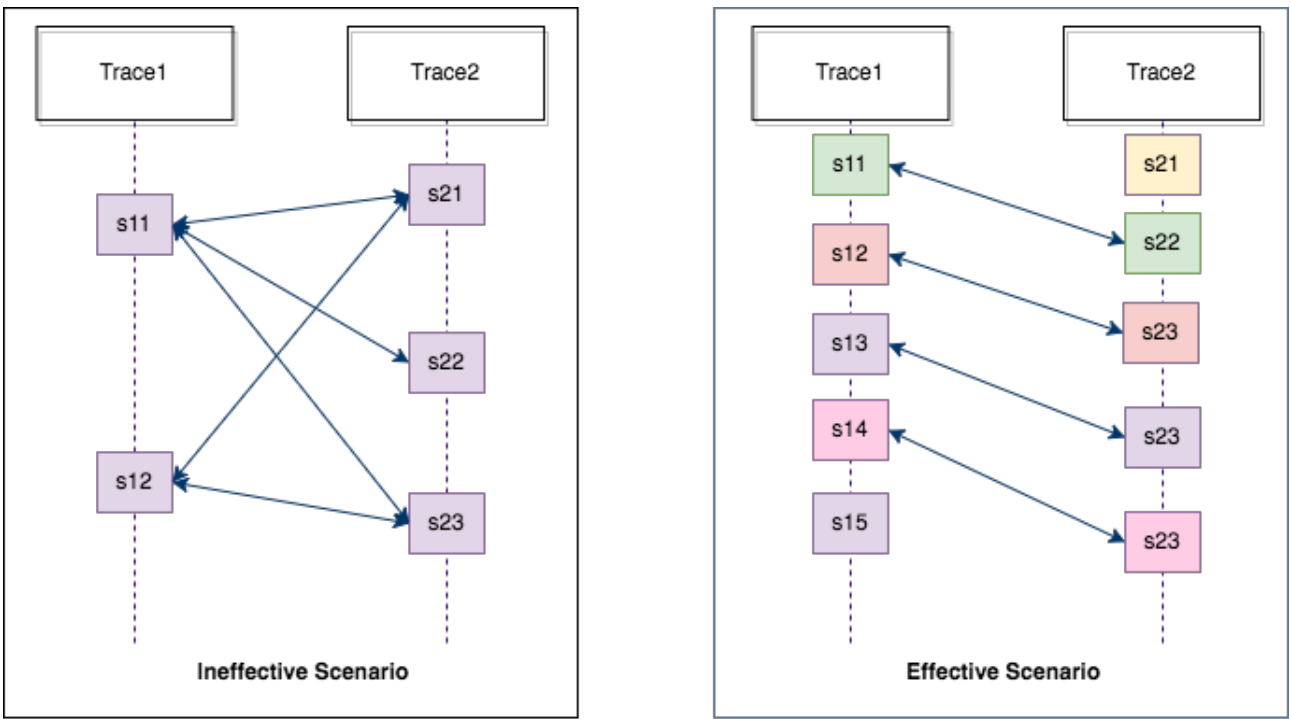 Trace1
Trace2
s11
s21
s22
s12
s23
Ineffective Scenario
Trace1
Trace2
s11
s21
s22
s12
s23
s13
s14
s23
s15
s23
Effective Scenario